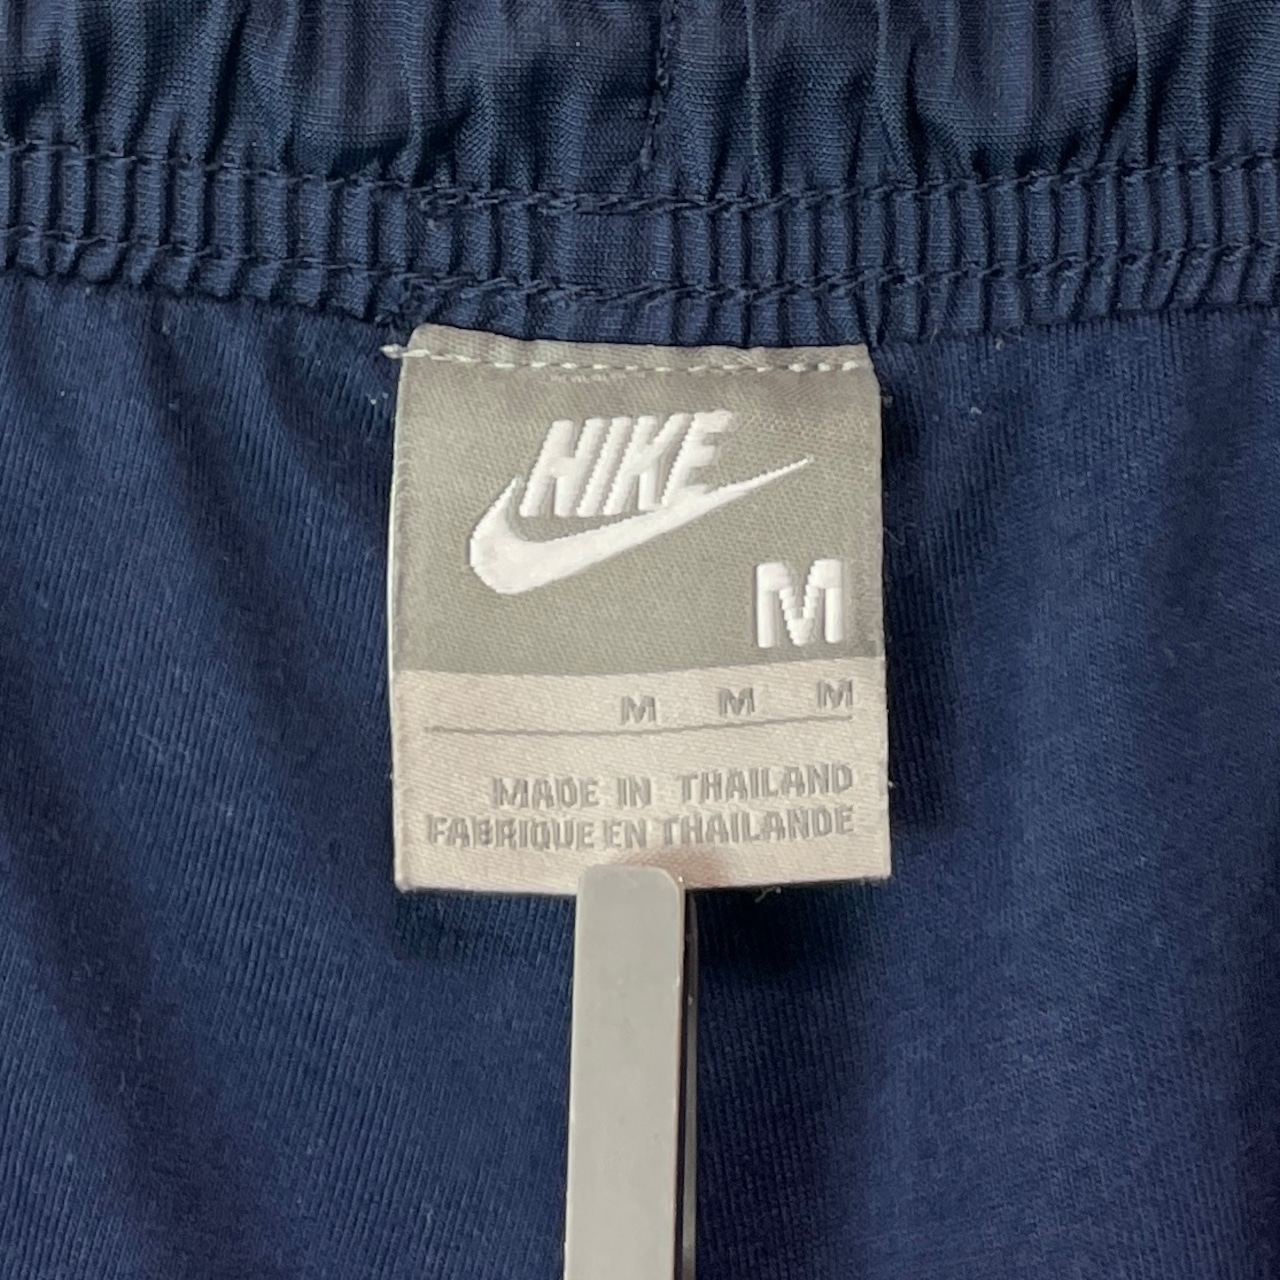 NIKE
M
M M M
MADE IN THAILAND
FABRIQUE EN THAILANDE